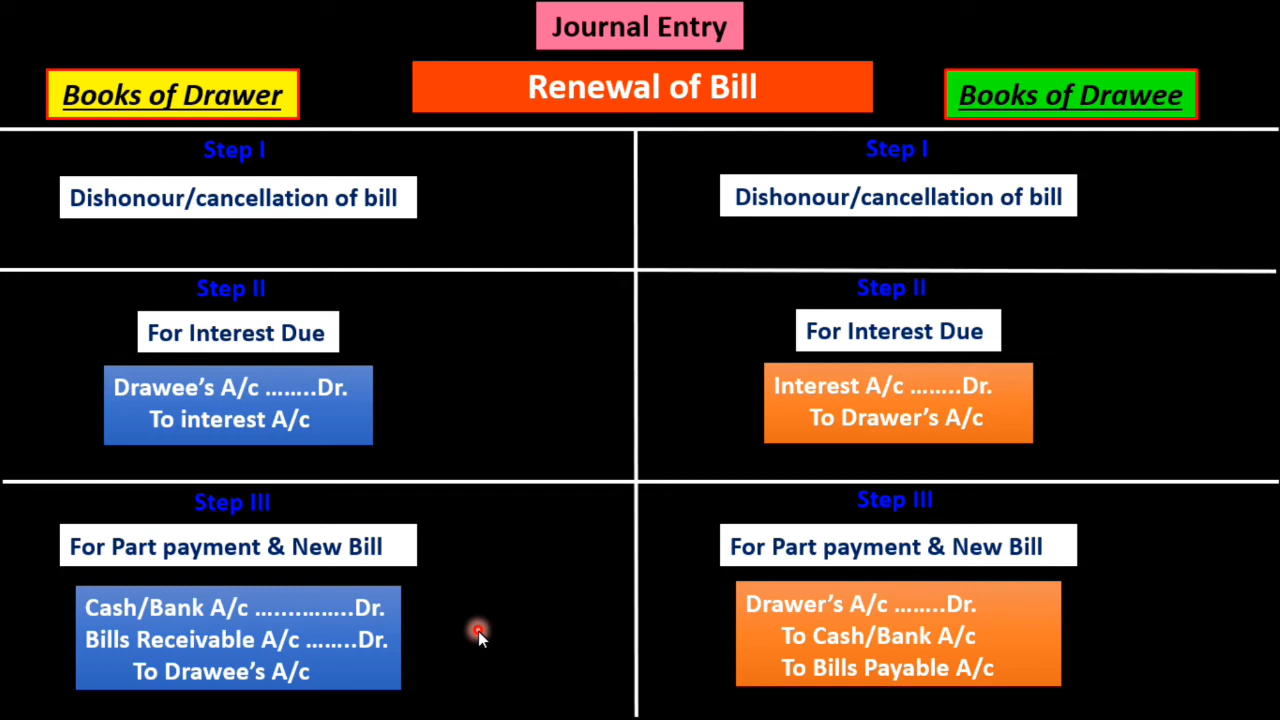 Journal Entry
Renewal of Bill
Books of Drawer
Books of Drawee
Step I
Dishonour/cancellation of bill
Step II
For Interest Due
Drawee’s A/c ……..Dr.
To interest A/c
Step III
For Part payment & New Bill
Cash/Bank A/c ….…..……..Dr.
Bills Receivable A/c ……..Dr.
To Drawee’s A/c
Step I
Dishonour/cancellation of bill
Step II
For Interest Due
Interest A/c ……..Dr.
To Drawer’s A/c
Step III
For Part payment & New Bill
Drawer’s A/c ……..Dr.
To Cash/Bank A/c
To Bills Payable A/c